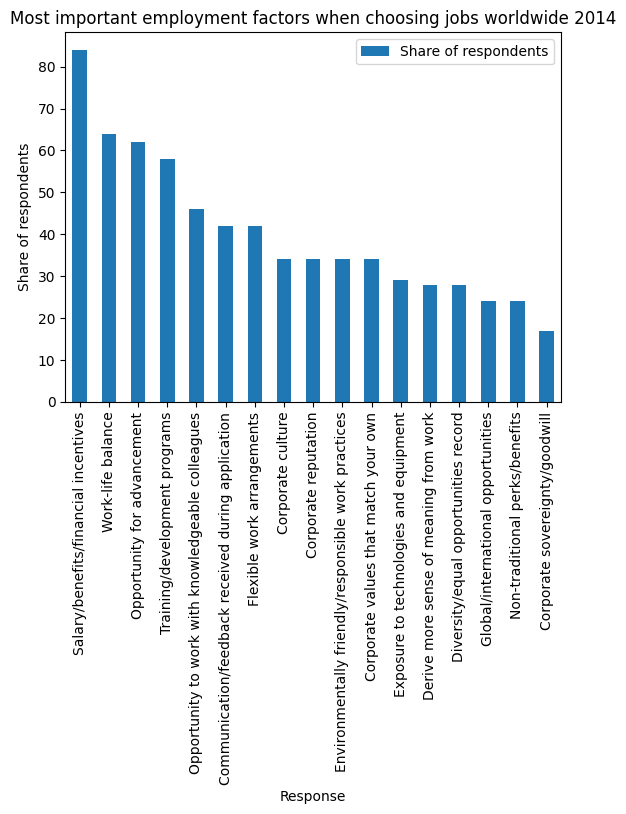 Most important employment factors when choosing jobs worldwide 2014
Share of respondents
Share of respondents
80
70
60
50
40
30
20
10
0
Salary/benefits/financial incentives
Work-life balance
Opportunity for advancement
Training/development programs
Opportunity to work with knowledgeable colleagues
Communication/feedback received during application
Flexible work arrangements
Corporate culture
Corporate reputation
Environmentally friendly/responsible work practices
Corporate values that match your own
Exposure to technologies and equipment
Derive more sense of meaning from work
Diversity/equal opportunities record
Global/international opportunities
Non-traditional perks/benefits
Corporate sovereignty/goodwill
Response